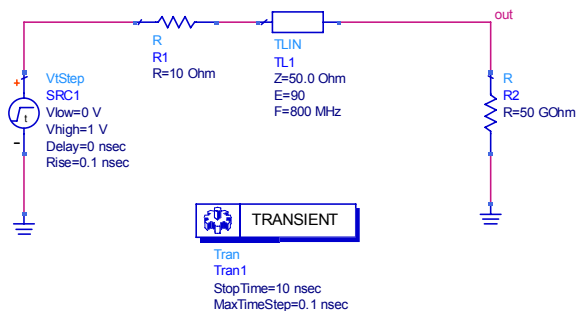 out
R
R1
R=10 Ohm
TLIN
TL1
Z=50.0 Ohm
E=90
F=800 MHz
+
VtStep
SRC1
Vlow=0 V
Vhigh=1 V
Delay=0 nsec
Rise=0.1 nsec
t
-
R
R2
R=50 GOhm
TRANSIENT
Tran
Tran1
StopTime=10 nsec
MaxTimeStep=0.1 nsec